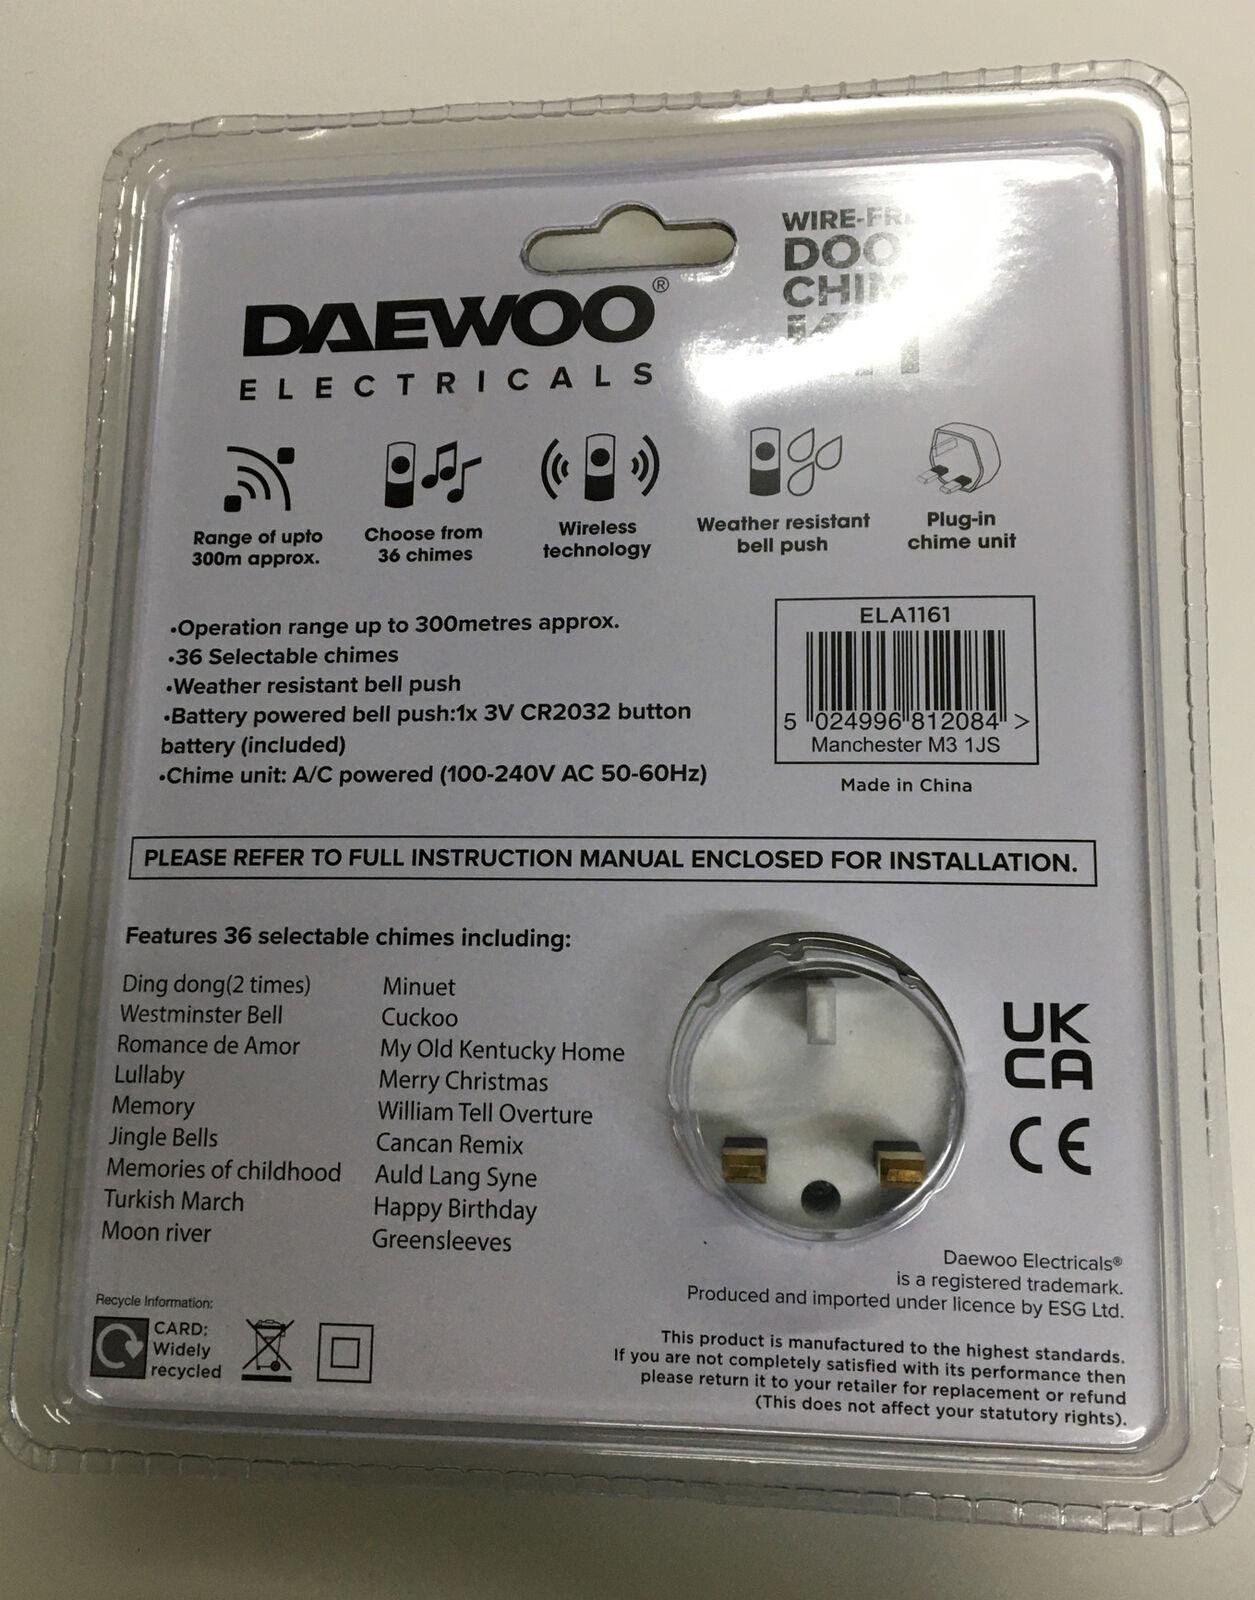 WIRE-FR
DOO
CHIM
DAEWOO®
ELECTRICALS
Range of upto
300m approx.
Choose from
36 chimes
Wireless
technology
Weather resistant
bell push
Plug-in
chime unit
•Operation range up to 300metres approx.
•36 Selectable chimes
•Weather resistant bell push
•Battery powered bell push:1x 3V CR2032 button
battery (included)
•Chime unit: A/C powered (100-240V AC 50-60Hz)
ELA1161
5 024996 812084 >
Manchester M3 1JS
Made in China
PLEASE REFER TO FULL INSTRUCTION MANUAL ENCLOSED FOR INSTALLATION.
Features 36 selectable chimes including:
Ding dong(2 times)
Westminster Bell
Romance de Amor
Lullaby
Memory
Jingle Bells
Memories of childhood
Turkish March
Moon river
Minuet
Cuckoo
My Old Kentucky Home
Merry Christmas
William Tell Overture
Cancan Remix
Auld Lang Syne
Happy Birthday
Greensleeves
UK
CA
CE
Daewoo Electricals®
is a registered trademark.
Produced and imported under licence by ESG Ltd.
Recycle Information:
CARD:
Widely
recycled
This product is manufactured to the highest standards.
If you are not completely satisfied with its performance then
please return it to your retailer for replacement or refund
(This does not affect your statutory rights).